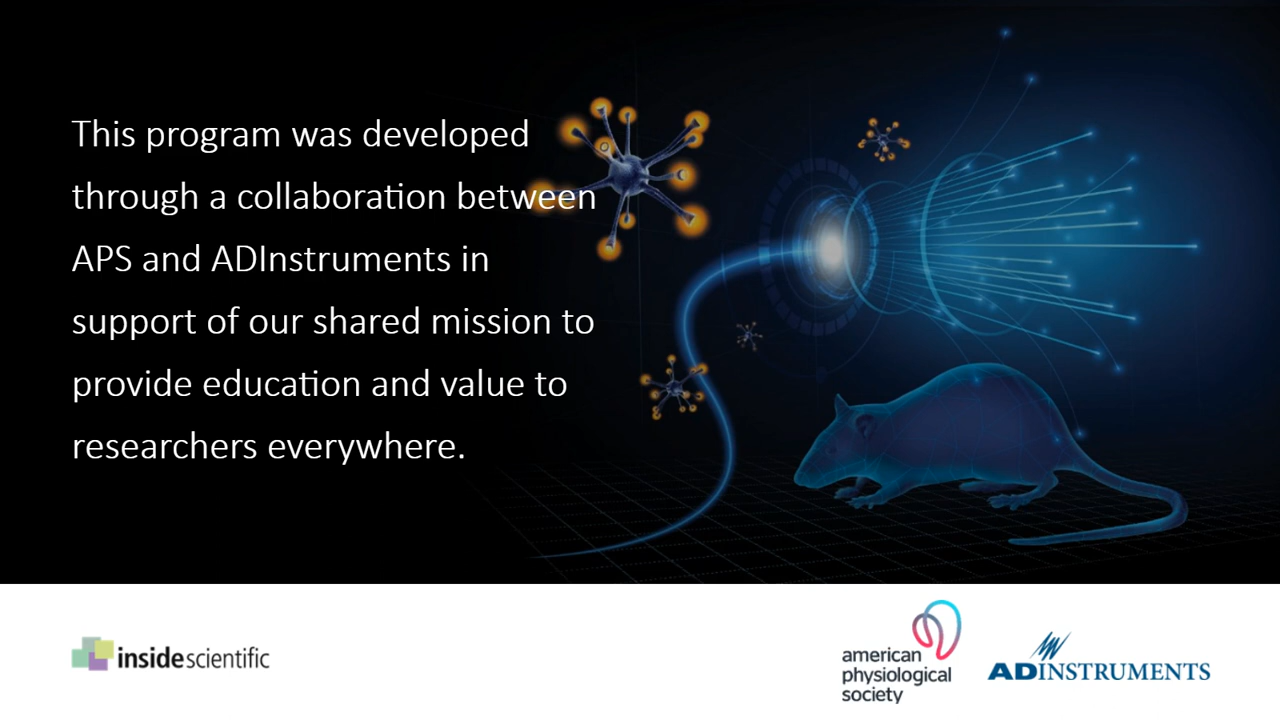 This program was developed
through a collaboration between
APS and ADInstruments in
support of our shared mission to
provide education and value to
researchers everywhere.
insidescientific
american
physiological
society
ADINSTRUMENTS